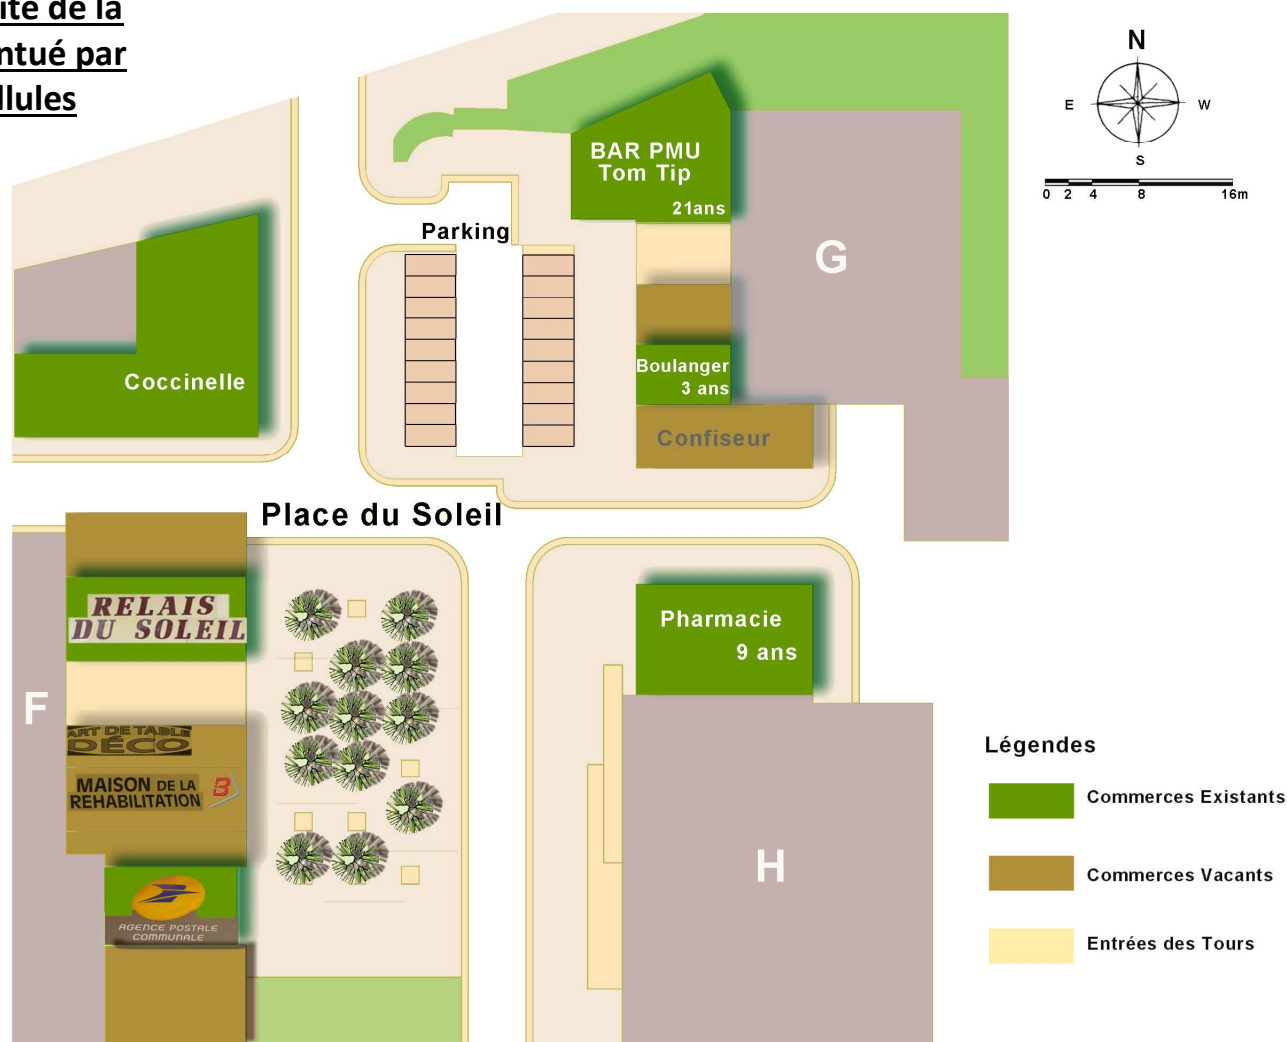 ité de la
ntué par
llules
N
E
W
S
0 2 4 8 16m
BAR PMU
Tom Tip
21ans
Parking
G
Boulanger
3 ans
Coccinelle
Confiseur
Place du Soleil
RELAIS
DU SOLEIL
Pharmacie
9 ans
F
ART DE TABLE
DÉCO
MAISON DE LA
REHABILITATION
B
H
AGENCE POSTALE
COMMUNALE
Légendes
Commerces Existants
Commerces Vacants
Entrées des Tours